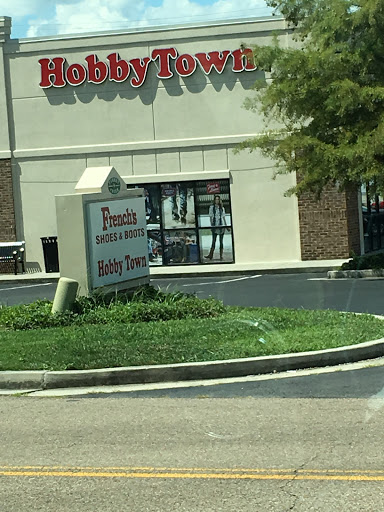 HobbyTown
French's
SHOES & BOOTS
Hobby Town